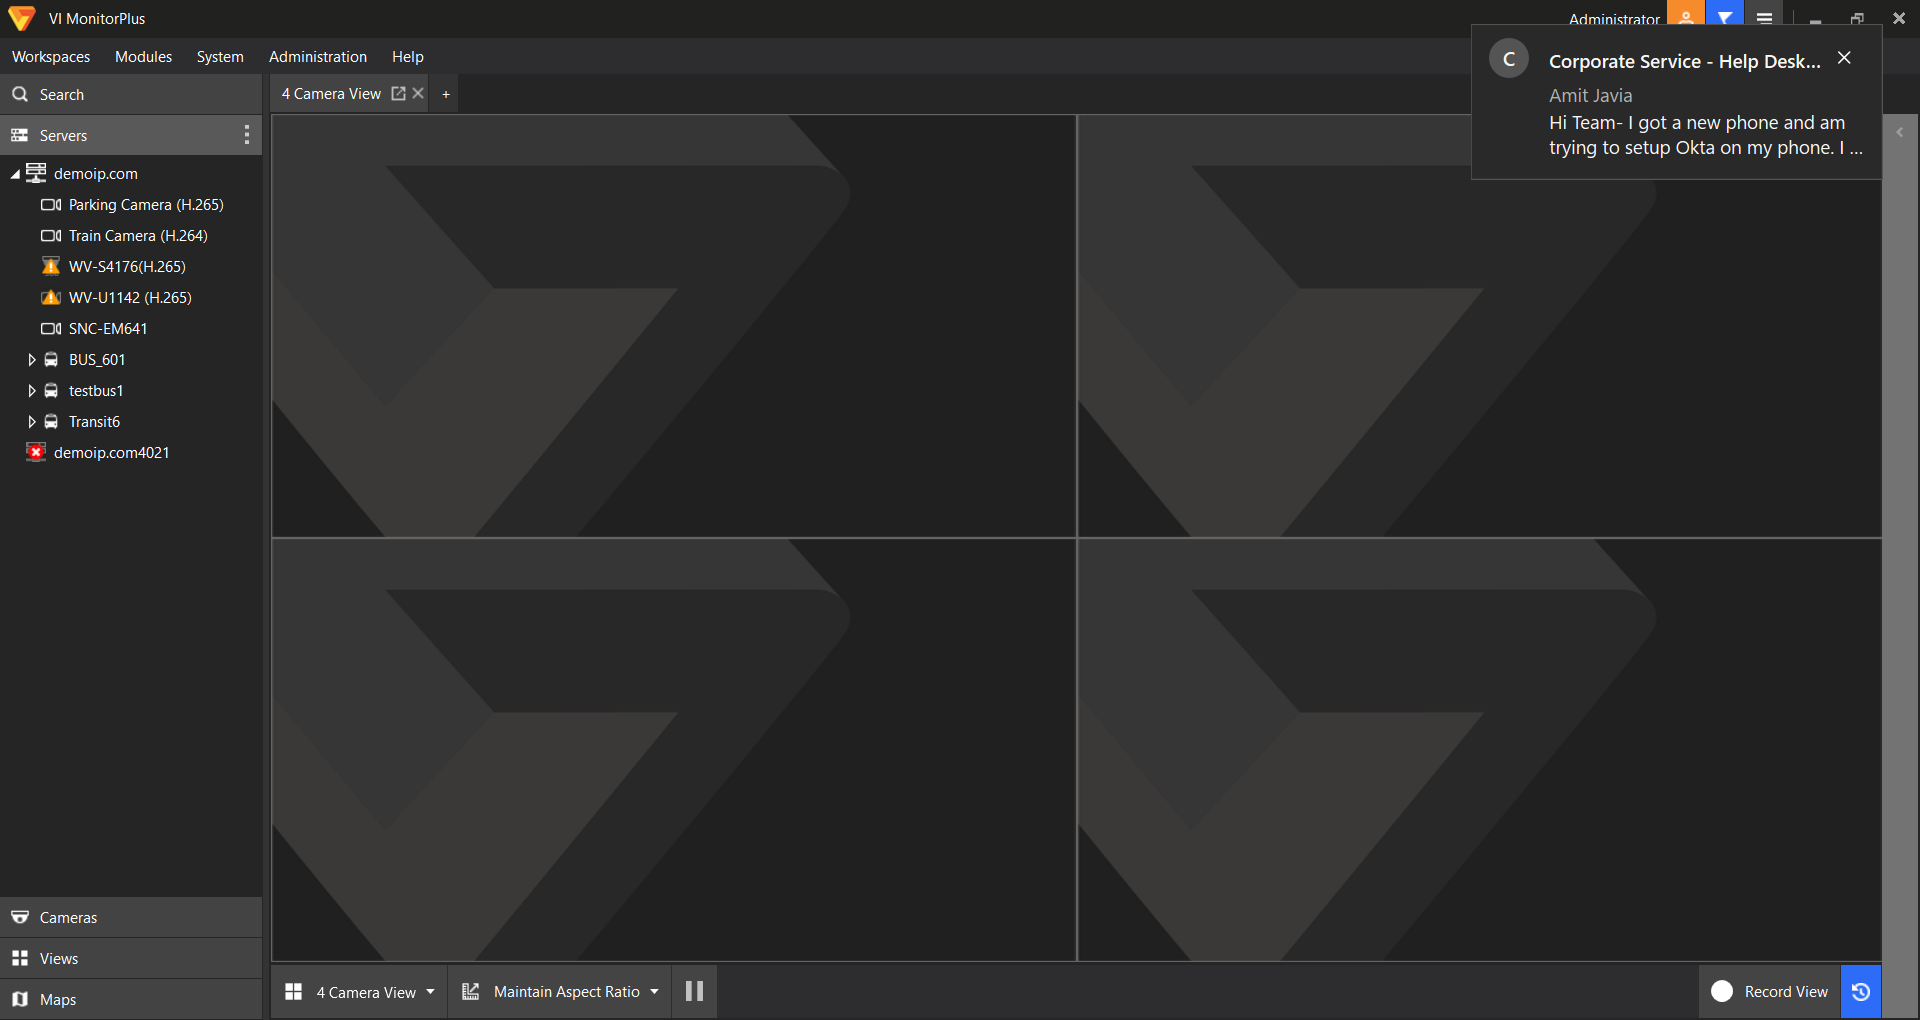 VI MonitorPlus
Administrator
Workspaces Modules System Administration Help
Search
4 Camera View +
Servers
demoip.com
Parking Camera (H.265)
Train Camera (H.264)
WV-S4176(H.265)
WV-U1142 (H.265)
SNC-EM641
BUS_601
testbus1
Transit6
demoip.com4021
C
Corporate Service - Help Desk...
Amit Javia
Hi Team- I got a new phone and am
trying to setup Okta on my phone. I ...
Cameras
Views
Maps
4 Camera View
Maintain Aspect Ratio
Record View